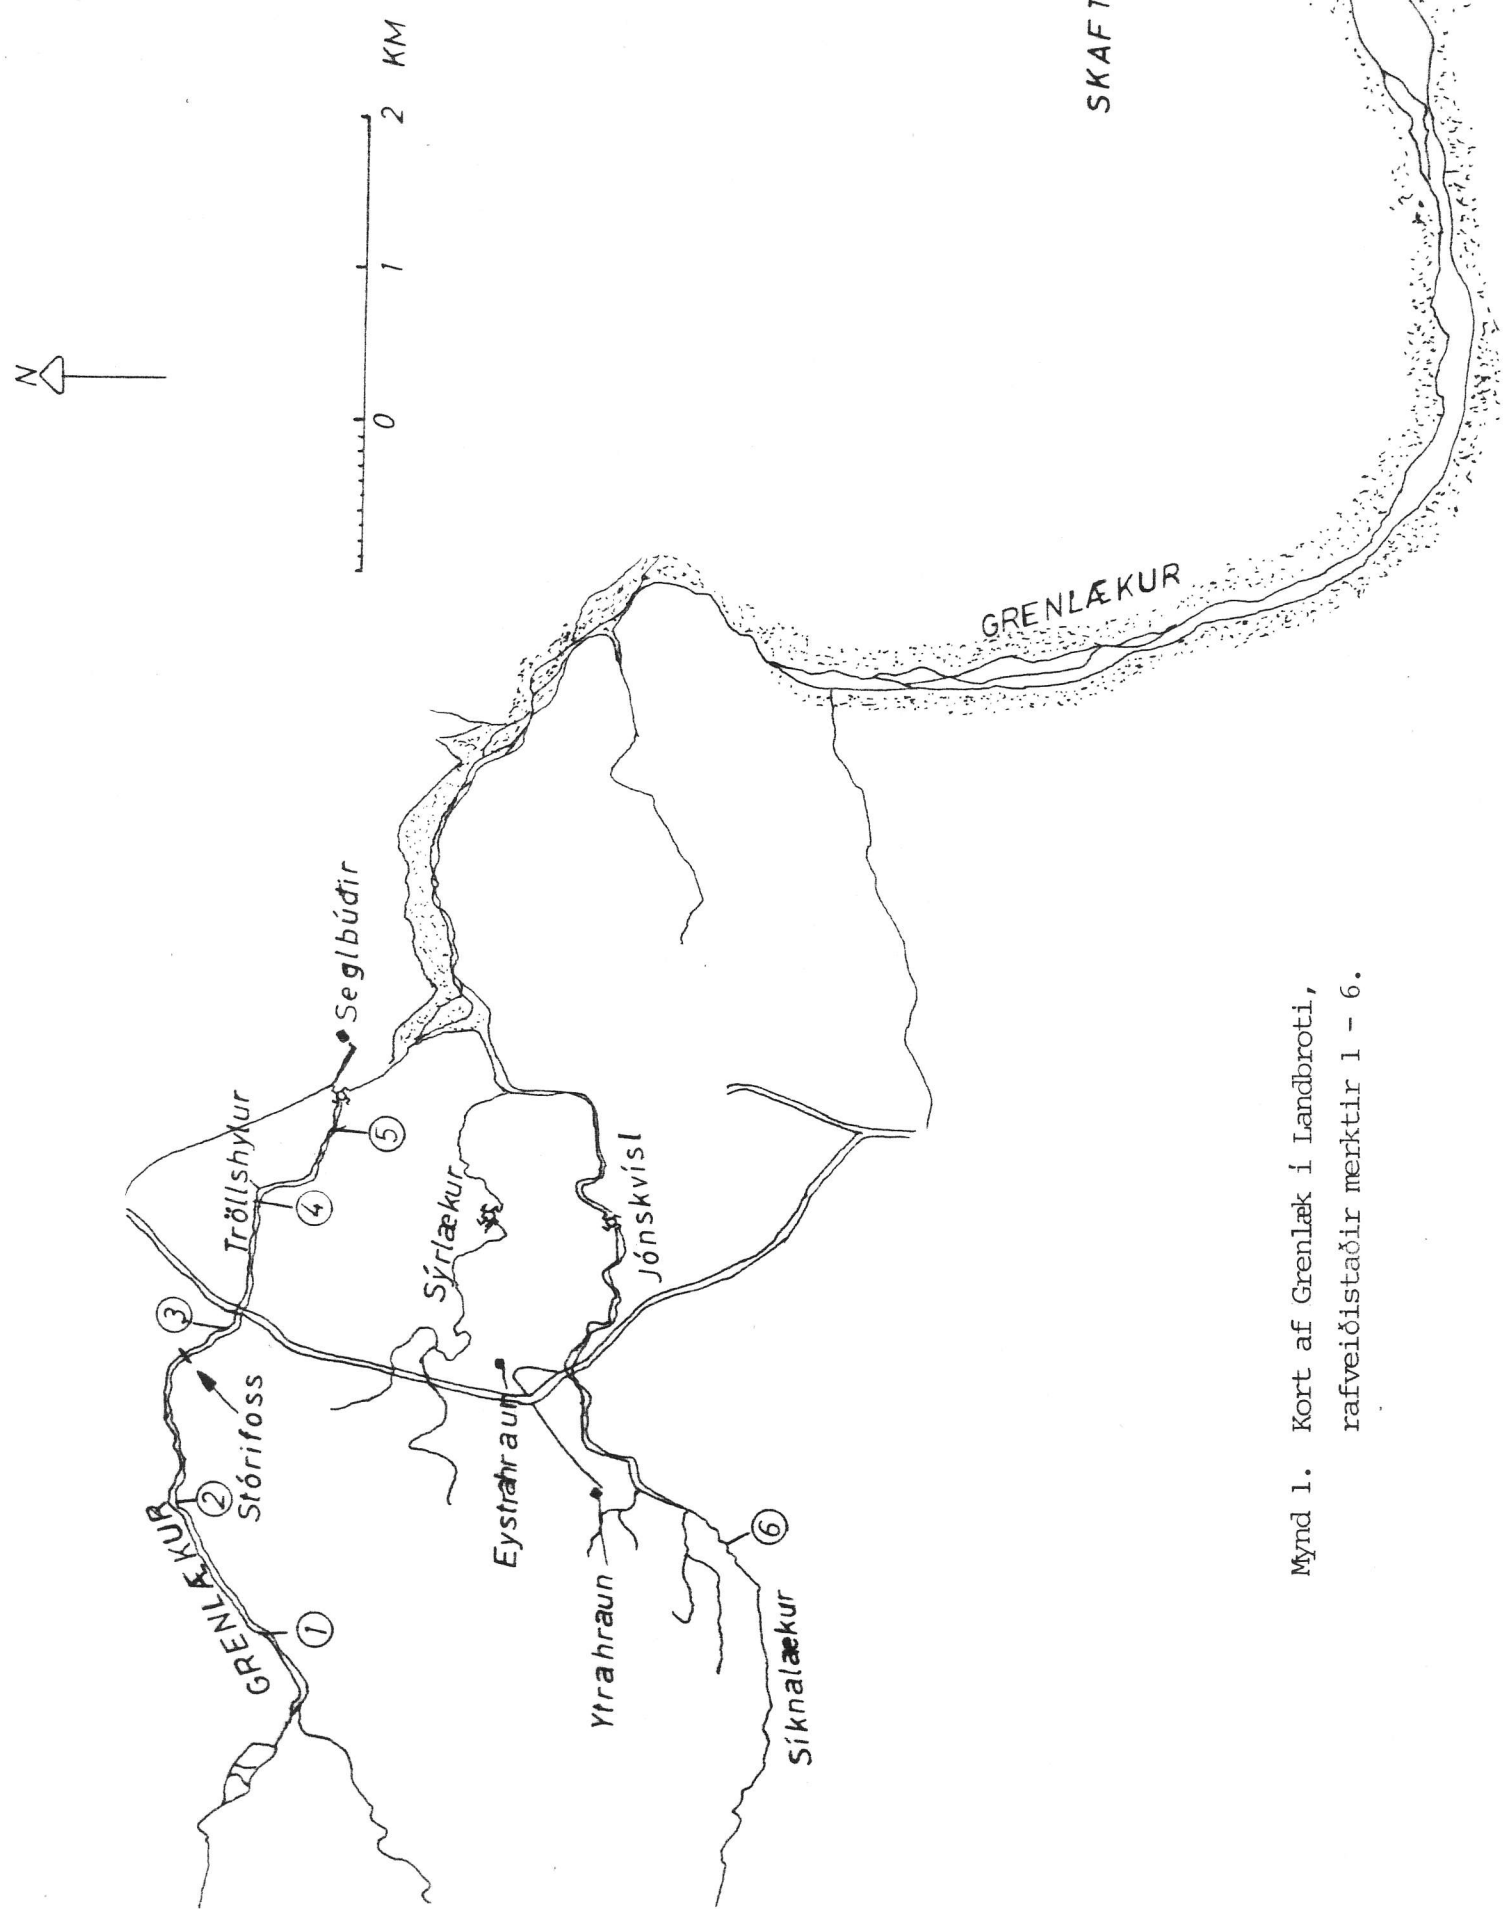 N
0 1 2 KM
GRENLÆKUR
1
2
Stórifoss
3
Tröllshylur
4
5
Seglbúðir
Sýrlækur
Eystrahraun
Ytrahraun
Jónskvísl
6
Síknalækur
GRENLÆKUR
SKAFT
Mynd 1. Kort af Grenlæk í Landbroti,
rafveiðistaðir merktir 1 - 6.